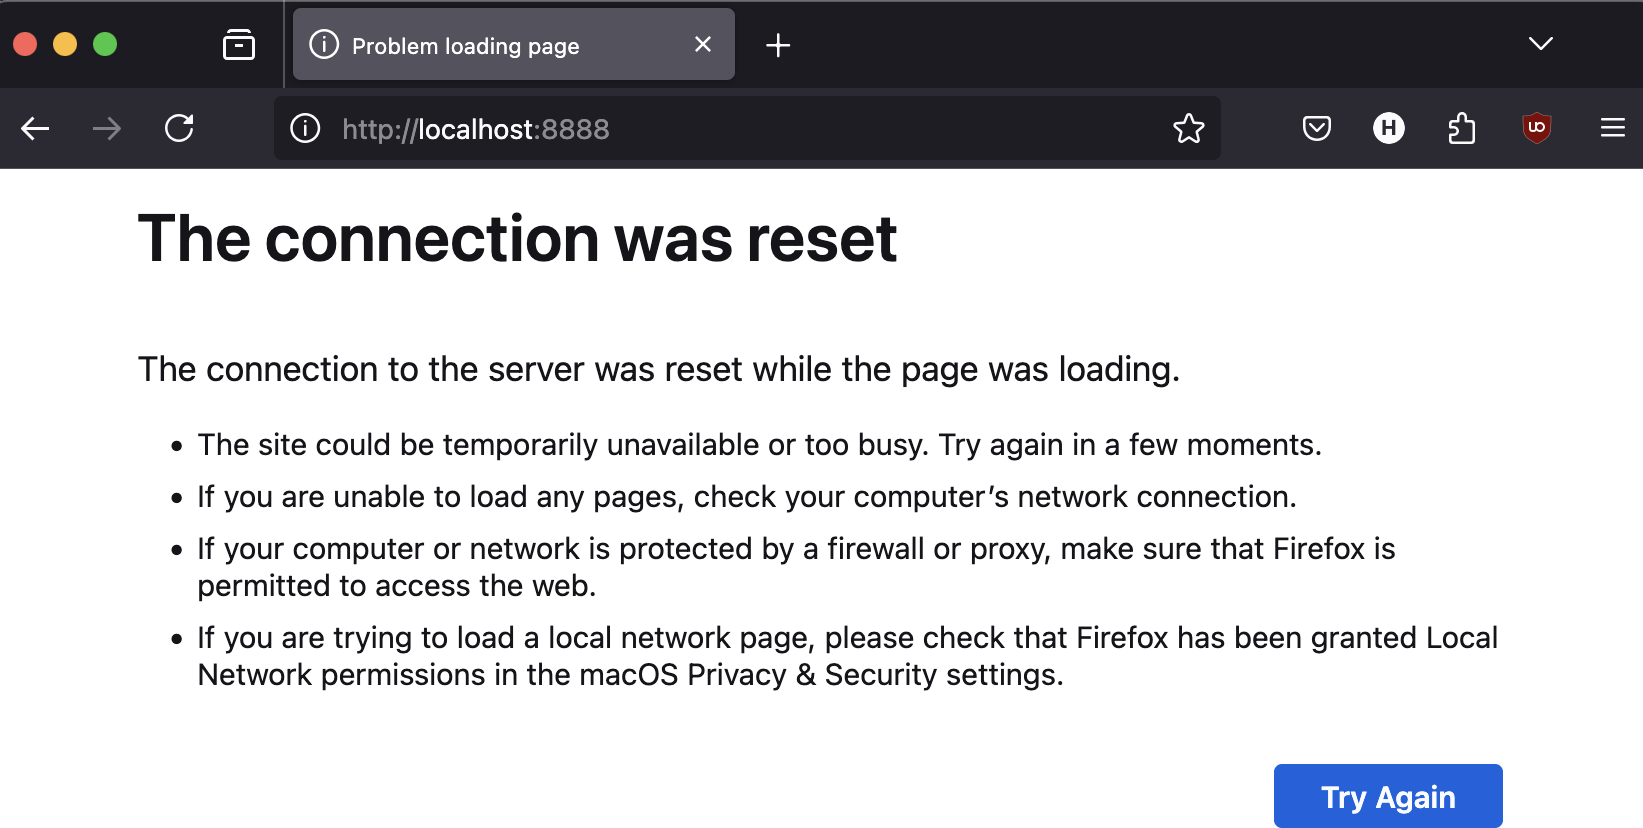 Problem loading page
http://localhost:8888
H
uo
The connection was reset
The connection to the server was reset while the page was loading.
• The site could be temporarily unavailable or too busy. Try again in a few moments.
• If you are unable to load any pages, check your computer’s network connection.
• If your computer or network is protected by a firewall or proxy, make sure that Firefox is
permitted to access the web.
• If you are trying to load a local network page, please check that Firefox has been granted Local
Network permissions in the macOS Privacy & Security settings.
Try Again